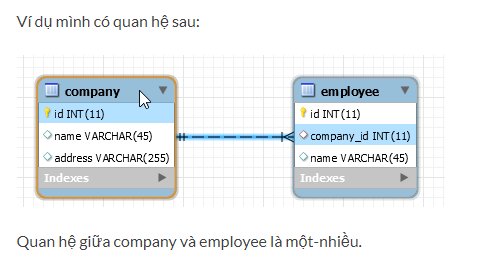 Ví dụ mình có quan hệ sau:
company
id INT(11)
name VARCHAR(45)
address VARCHAR(255)
Indexes
employee
id INT(11)
company_id INT(11)
name VARCHAR(45)
Indexes
Quan hệ giữa company và employee là một-nhiều.